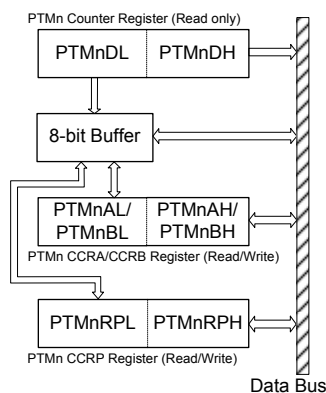 PTMn Counter Register (Read only)
PTMnDL PTMnDH
8-bit Buffer
PTMnAL/ PTMnAH/
PTMnBL PTMnBH
PTMn CCRA/CCRB Register (Read/Write)
PTMnRPL PTMnRPH
PTMn CCRP Register (Read/Write)
Data Bus